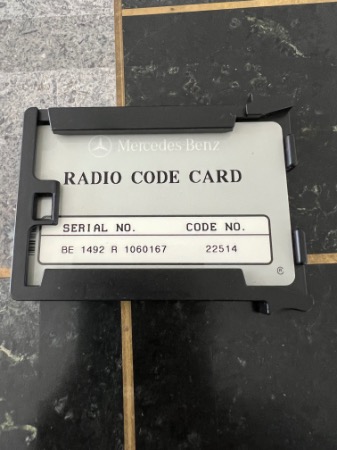 Mercedes Benz
RADIO CODE CARD
SERIAL NO. CODE NO.
BE 1492 R 1060167 22514
®